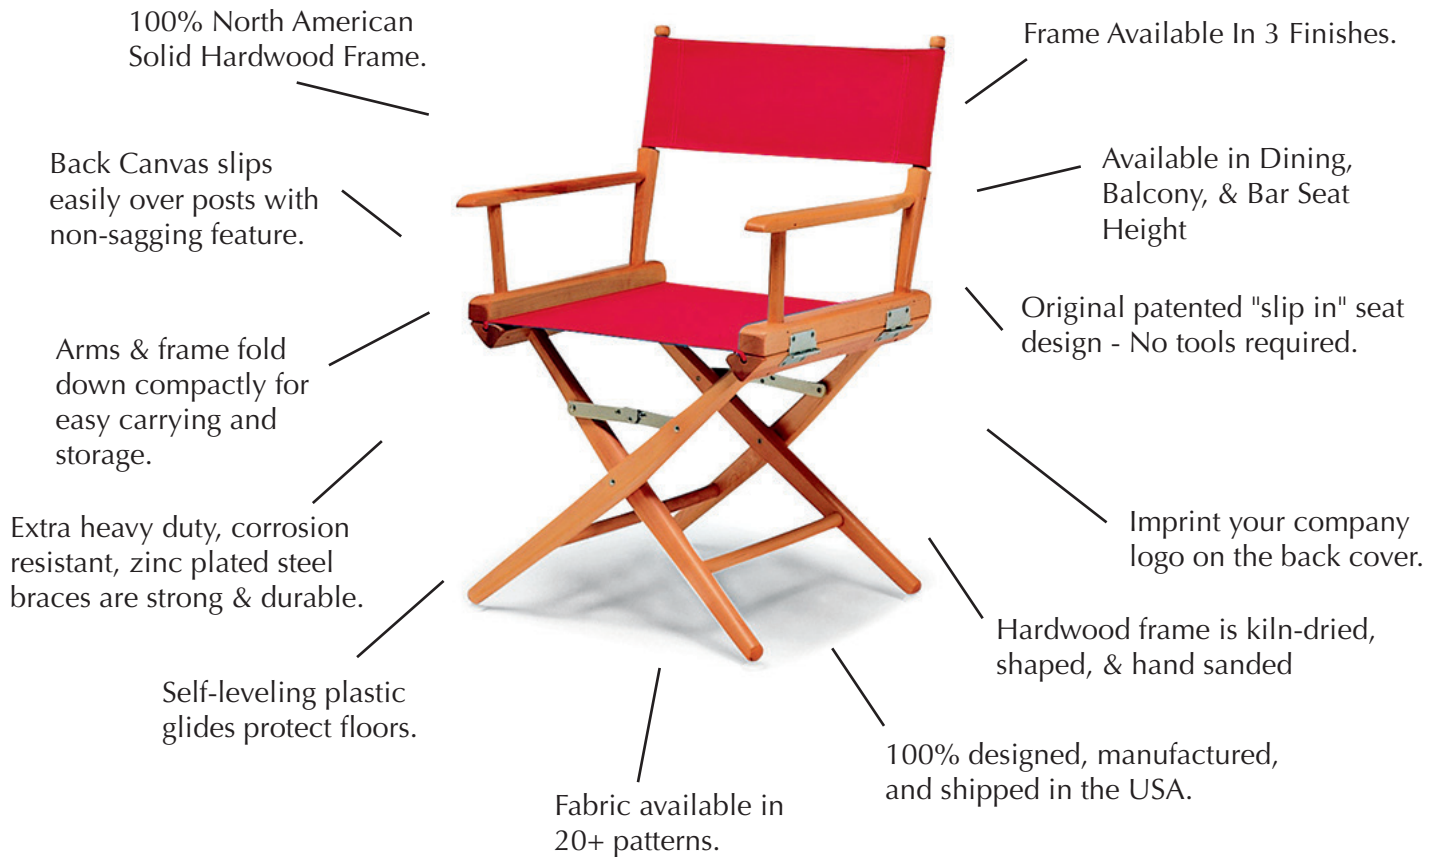 100% North American
Solid Hardwood Frame.
Frame Available In 3 Finishes.
Back Canvas slips
easily over posts with
non-sagging feature.
Available in Dining,
Balcony, & Bar Seat
Height
Arms & frame fold
down compactly for
easy carrying and
storage.
Original patented "slip in" seat
design - No tools required.
Extra heavy duty, corrosion
resistant, zinc plated steel
braces are strong & durable.
Imprint your company
logo on the back cover.
Self-leveling plastic
glides protect floors.
Hardwood frame is kiln-dried,
shaped, & hand sanded
Fabric available in
20+ patterns.
100% designed, manufactured,
and shipped in the USA.